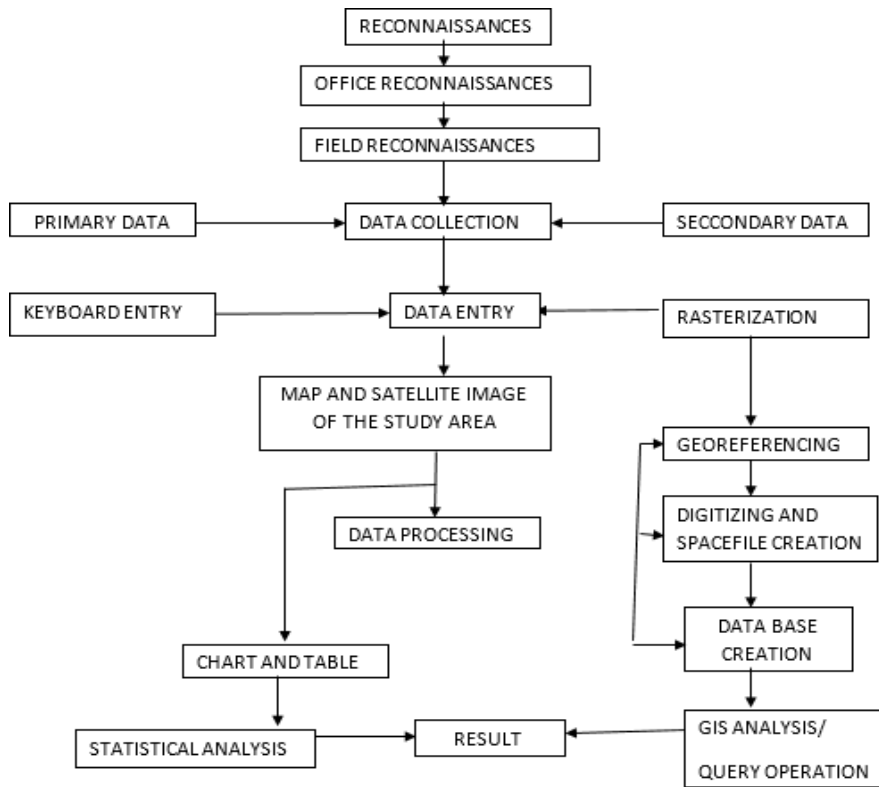 RECONNAISSANCES
OFFICE RECONNAISSANCES
FIELD RECONNAISSANCES
PRIMARY DATA
DATA COLLECTION
SECCONDARY DATA
KEYBOARD ENTRY
DATA ENTRY
RASTERIZATION
MAP AND SATELLITE IMAGE
OF THE STUDY AREA
GEOREFERENCING
DATA PROCESSING
DIGITIZING AND
SPACEFILE CREATION
CHART AND TABLE
DATA BASE
CREATION
STATISTICAL ANALYSIS
RESULT
GIS ANALYSIS/
QUERY OPERATION